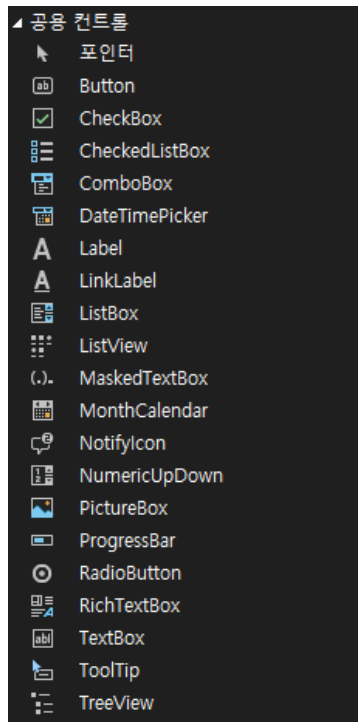 공용 컨트롤
포인터
Button
CheckBox
CheckedListBox
ComboBox
DateTimePicker
Label
LinkLabel
ListBox
ListView
MaskedTextBox
MonthCalendar
NotifyIcon
NumericUpDown
PictureBox
ProgressBar
RadioButton
RichTextBox
TextBox
ToolTip
TreeView